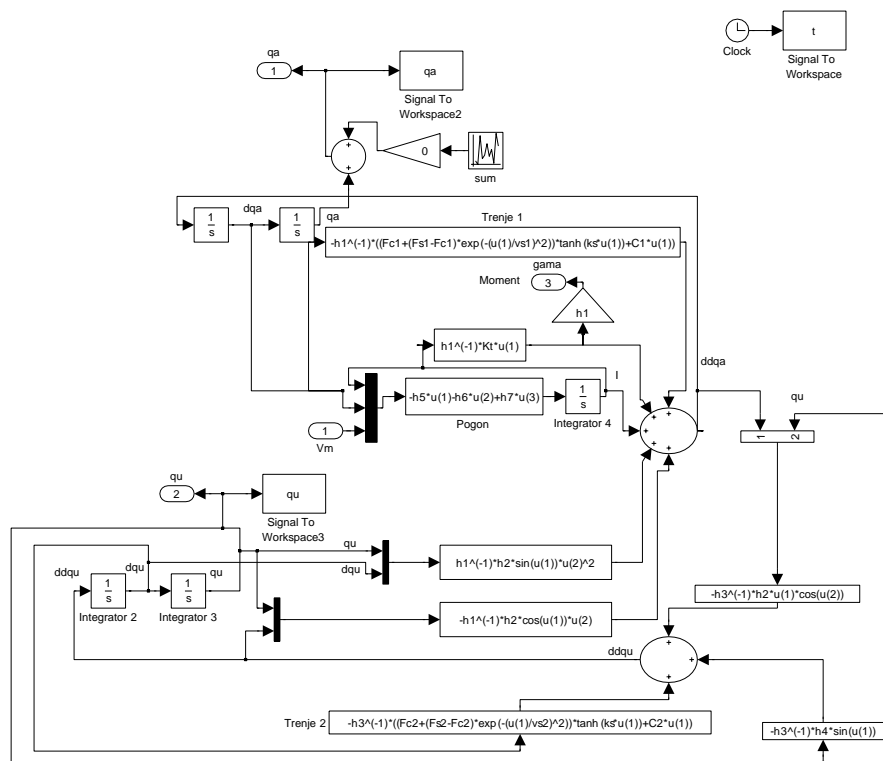 qa
1
qa
Signal To
Workspace2
Clock
t
Signal To
Workspace
+
+
0
sum
1
s
dqa
1
s
qa
Trenje 1
-h1^(-1)*((Fc1+(Fs1-Fc1)*exp(-(u(1)/vs1)^2))*tanh(ks*u(1))+C1*u(1))
gama
3
Moment
h1
h1^(-1)*Kt*u(1)
ddqa
I
-h5*u(1)-h6*u(2)+h7*u(3)
Pogon
1
s
Integrator 4
1
Vm
+
+
+
+
+
qu
1
2
qu
2
qu
Signal To
Workspace3
qu
dqu
h1^(-1)*h2*sin(u(1))*u(2)^2
ddqu
1
s
Integrator 2
dqu
1
s
Integrator 3
qu
-h1^(-1)*h2*cos(u(1))*u(2)
-h3^(-1)*h2*u(1)*cos(u(2))
ddqu
+
+
+
Trenje 2
-h3^(-1)*((Fc2+(Fs2-Fc2)*exp(-(u(1)/vs2)^2))*tanh(ks*u(1))+C2*u(1))
-h3^(-1)*h4*sin(u(1))